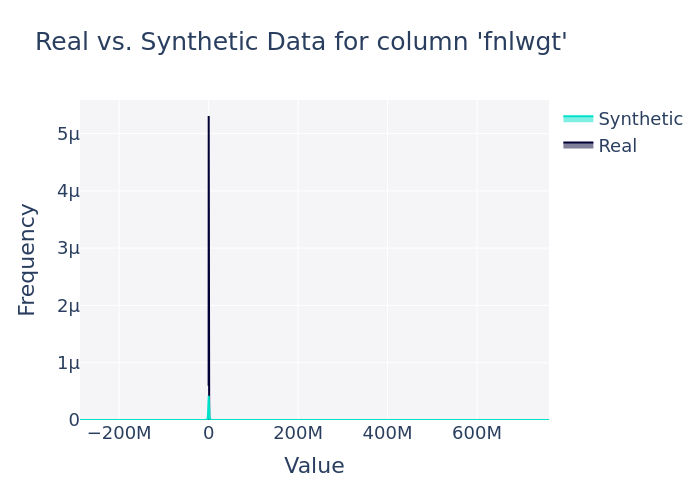 Real vs. Synthetic Data for column 'fnlwgt'
Synthetic
Real
Frequency
5μ
4μ
3μ
2μ
1μ
0
−200M
0
200M
400M
600M
Value